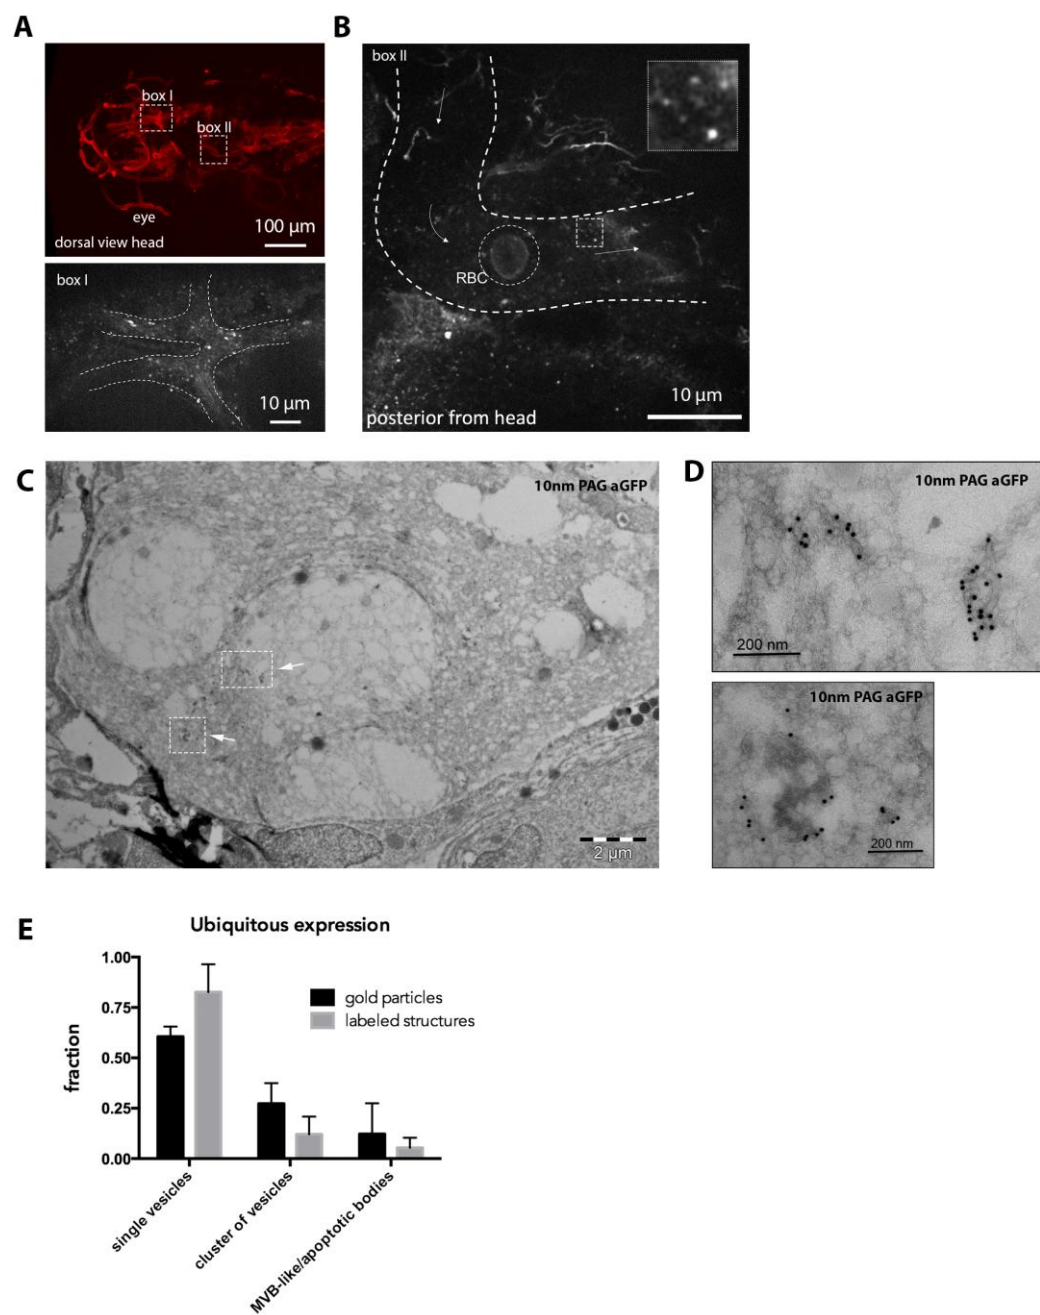 A
box I
box II
eye
100 µm
dorsal view head
box I
10 µm
B
box II
RBC
10 µm
posterior from head
C
10nm PAG aGFP
2 µm
D
10nm PAG aGFP
200 nm
10nm PAG aGFP
200 nm
E
Ubiquitous expression
1.00
0.75
0.50
0.25
0.00
fraction
gold particles
labeled structures
single vesicles
cluster of vesicles
MVB-like/apoptotic bodies